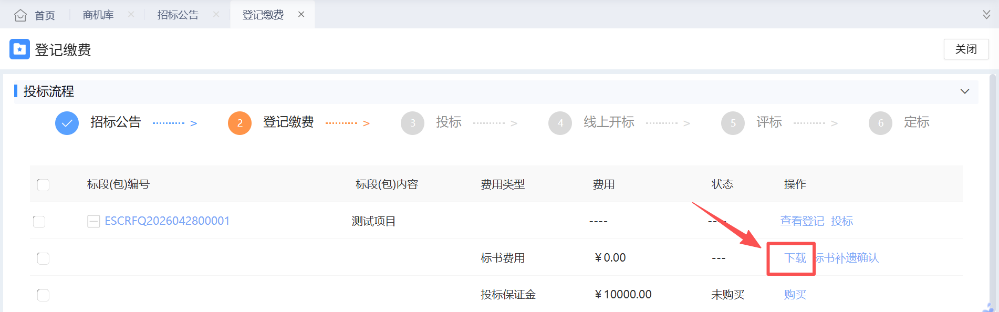 首页 商机库 × 招标公告 × 登记缴费 ×
登记缴费 关闭
投标流程
招标公告 > 2 登记缴费 > 3 投标 > 4 线上开标 > 5 评标 > 6 定标
标段(包)编号 标段(包)内容 费用类型 费用 状态 操作
ESCRFQ2026042800001 测试项目 ---- ---- 查看登记 投标
标书费用 ¥0.00 --- 下载 标书补遗确认
投标保证金 ¥10000.00 未购买 购买